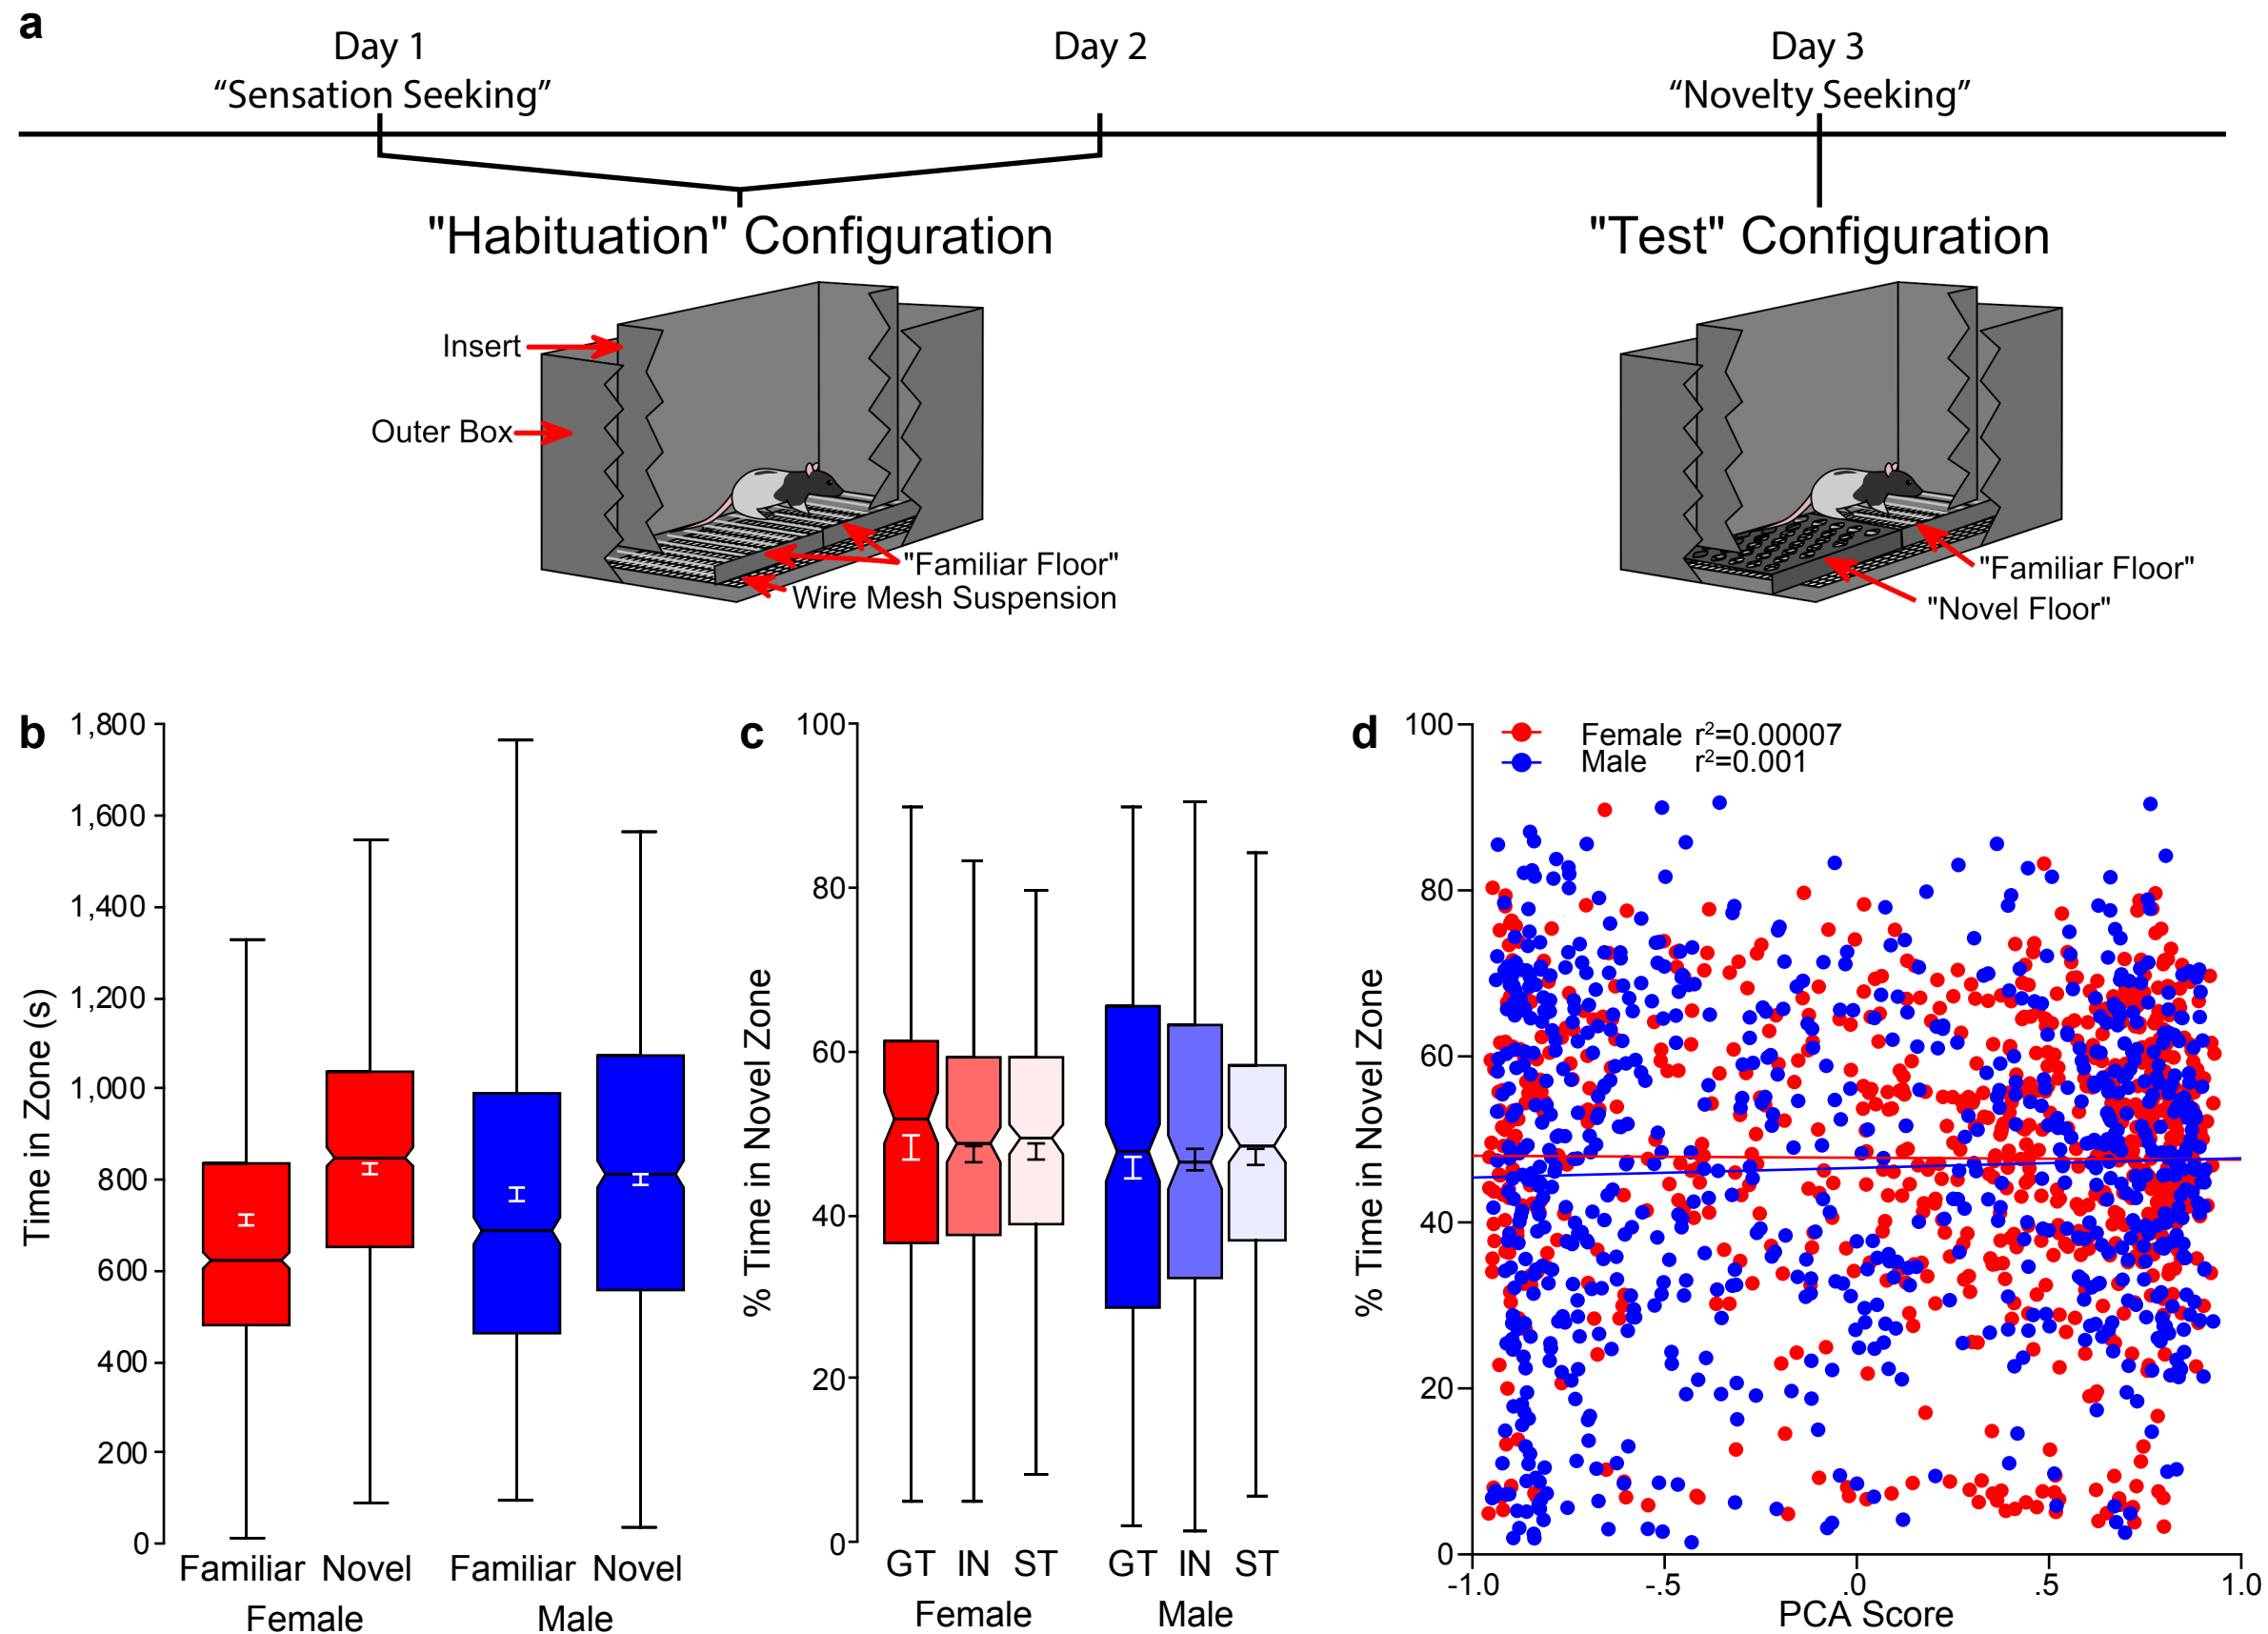 a
Day 1
“Sensation Seeking”
Day 2
Day 3
“Novelty Seeking”
"Habituation" Configuration
Insert
Outer Box
"Familiar Floor"
Wire Mesh Suspension
"Test" Configuration
"Familiar Floor"
"Novel Floor"
b
Time in Zone (s)
1,800
1,600
1,400
1,200
1,000
800
600
400
200
0
Familiar Novel Familiar Novel
Female Male
c
% Time in Novel Zone
100
80
60
40
20
0
GT IN ST GT IN ST
Female Male
d
% Time in Novel Zone
100
80
60
40
20
0
Female r²=0.00007
Male r²=0.001
-1.0 -.5 .0 .5 1.0
PCA Score